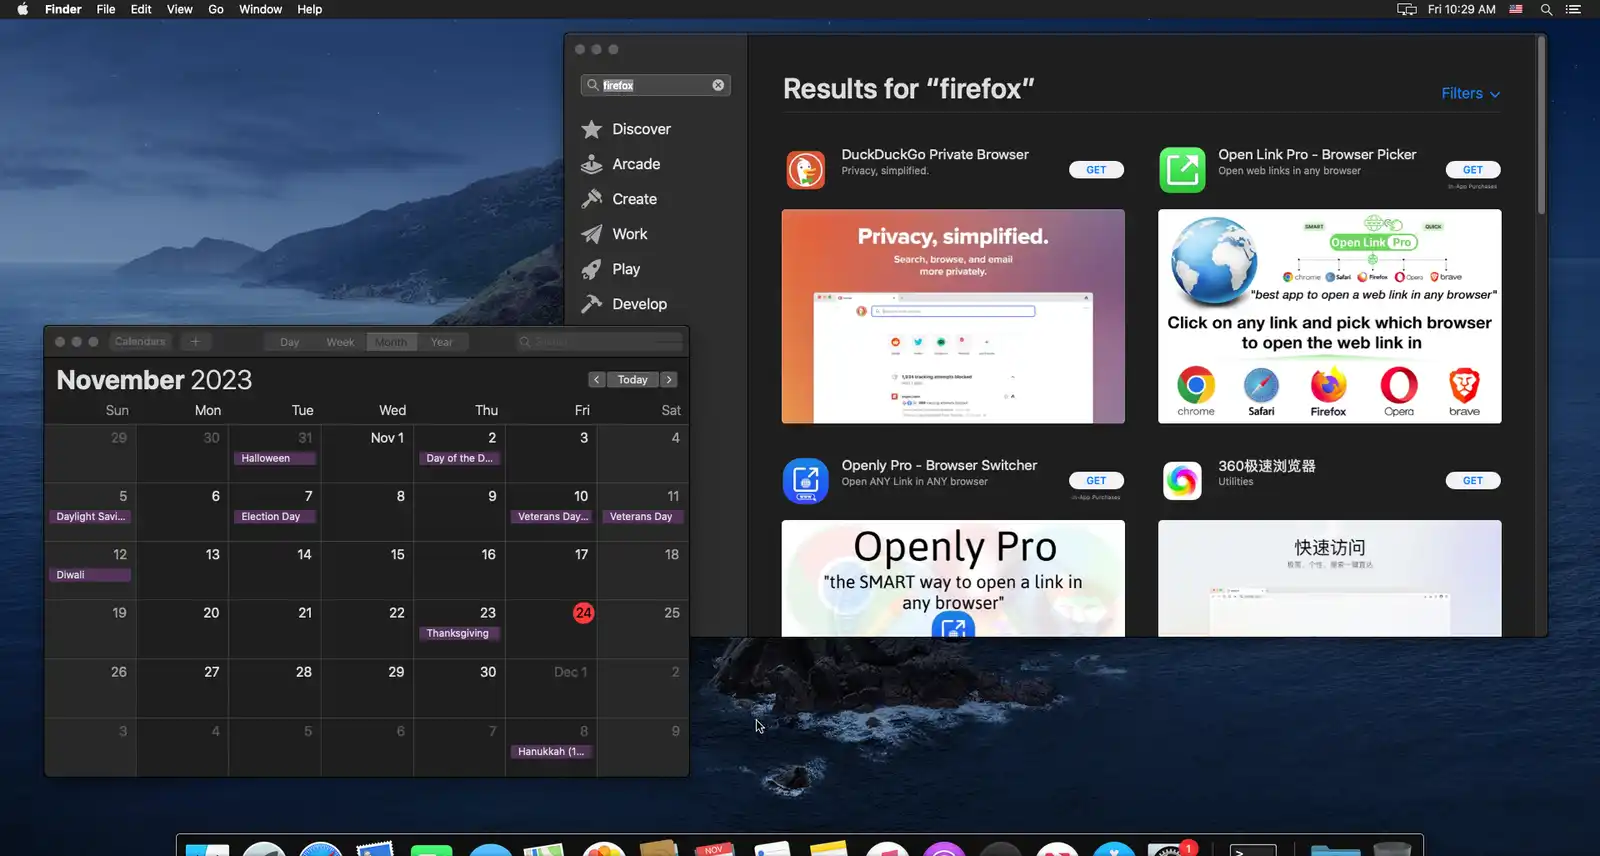 Finder File Edit View Go Window Help
Fri 10:29 AM
firefox
Discover
Arcade
Create
Work
Play
Develop
Results for “firefox”
Filters
DuckDuckGo Private Browser
Privacy, simplified.
GET
Open Link Pro - Browser Picker
Open web links in any browser
GET
In-App Purchases
Privacy, simplified.
Search, browse, and email
more privately.
SMART
QUICK
Open Link Pro
chrome Safari Firefox Opera brave
"best app to open a web link in any browser"
Click on any link and pick which browser
to open the web link in
chrome Safari Firefox Opera brave
Openly Pro - Browser Switcher
Open ANY Link in ANY browser
GET
In-App Purchases
360极速浏览器
Utilities
GET
Openly Pro
"the SMART way to open a link in
any browser"
快速访问
Calendars +
Day Week Month Year
Search
November 2023
Today
Sun Mon Tue Wed Thu Fri Sat
29 30 31 Nov 1 2 3 4
Halloween
Day of the D...
5 6 7 8 9 10 11
Daylight Savi...
Election Day
Veterans Day...
Veterans Day
12 13 14 15 16 17 18
Diwali
19 20 21 22 23 24 25
Thanksgiving
26 27 28 29 30 Dec 1 2
3 4 5 6 7 8 9
Hanukkah (1...
NOV
1